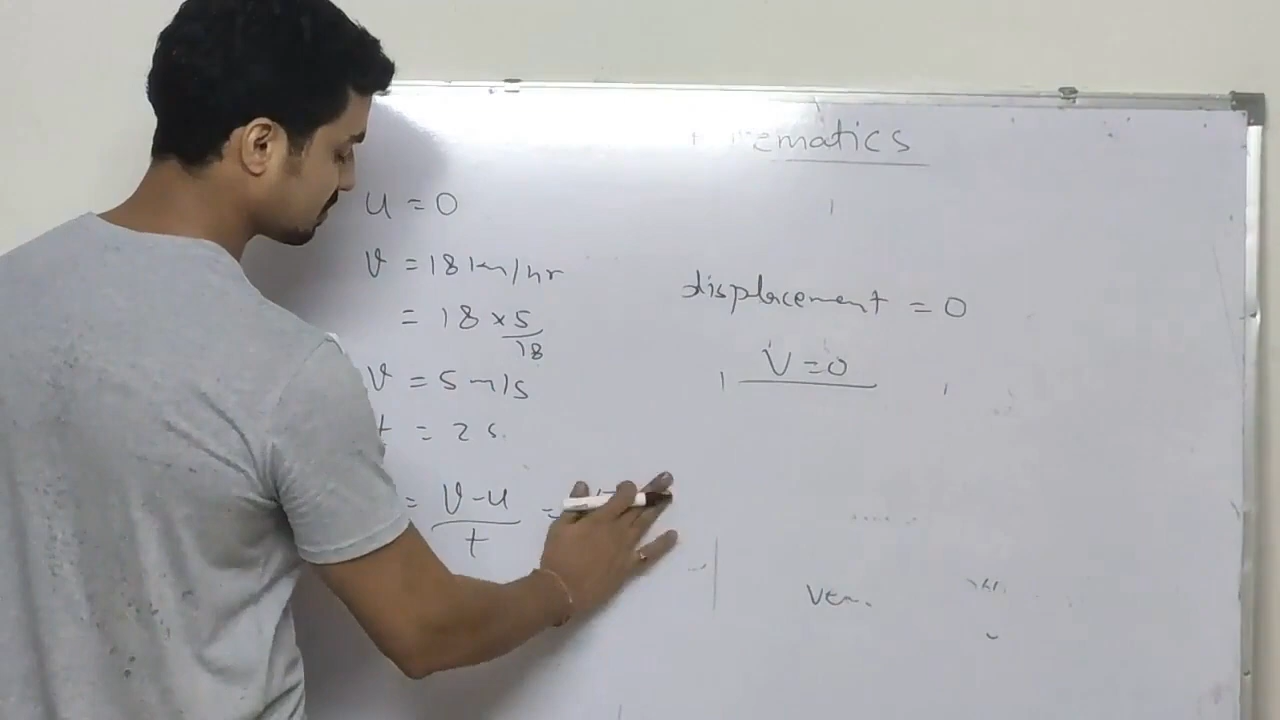 ematics
u = 0
v = 18 km/hr
= 18 × 5/18
v = 5 m/s
t = 2 s
= v-u/t =
displacement = 0
V = 0